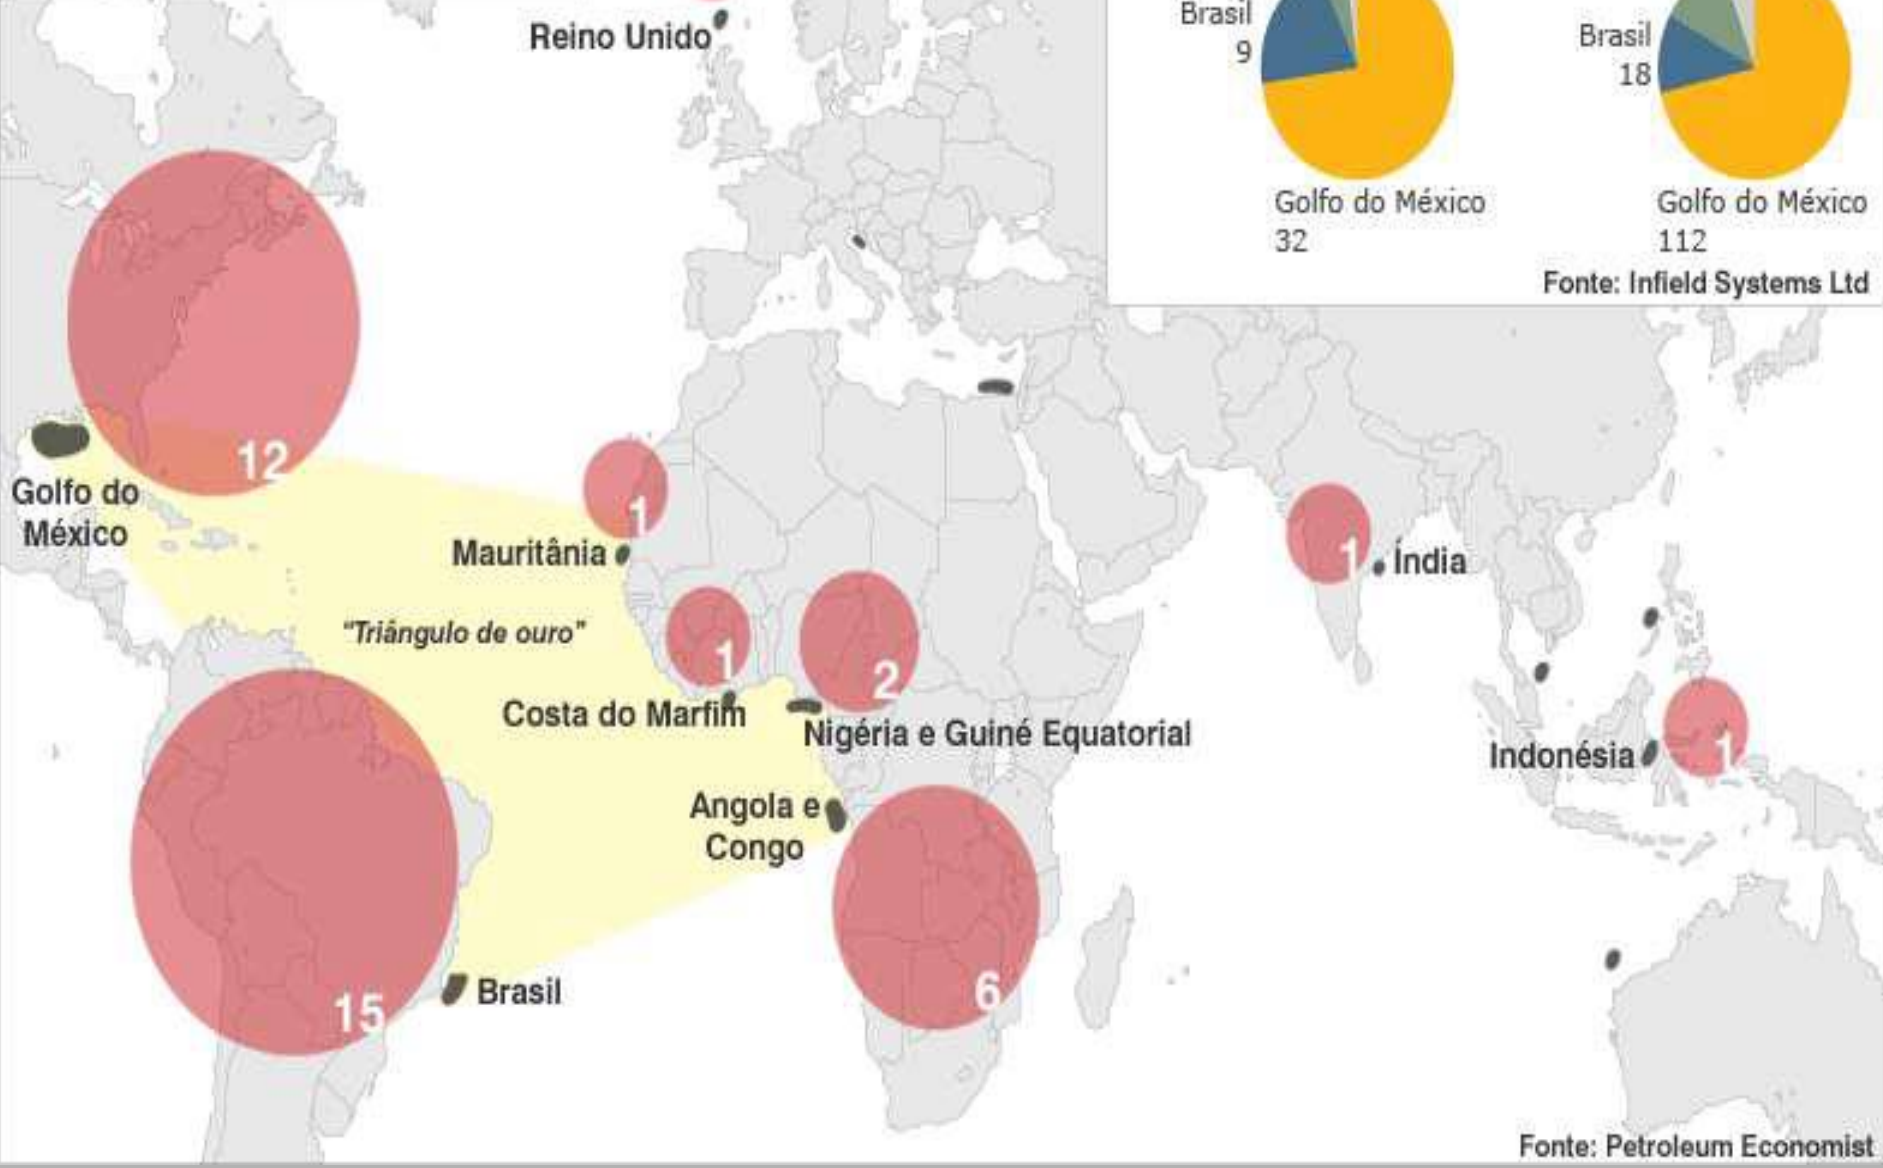 Reino Unido
Brasil
9
Brasil
18
Golfo do México
32
Golfo do México
112
Fonte: Infield Systems Ltd
12
Golfo do
México
1
Mauritânia
1
Índia
"Triângulo de ouro"
1
2
Costa do Marfim
Nigéria e Guiné Equatorial
Indonésia
1
Angola e
Congo
6
Brasil
15
Fonte: Petroleum Economist